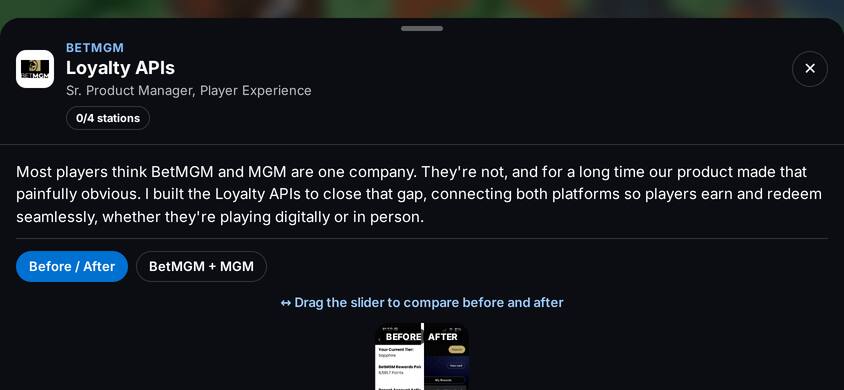 BETMGM
BETMGM
Loyalty APIs
Sr. Product Manager, Player Experience
0/4 stations
Most players think BetMGM and MGM are one company. They're not, and for a long time our product made that
painfully obvious. I built the Loyalty APIs to close that gap, connecting both platforms so players earn and redeem
seamlessly, whether they're playing digitally or in person.
Before / After
BetMGM + MGM
↔ Drag the slider to compare before and after
BEFORE
AFTER
Your Current Tier:
Sapphire
BetMGM Rewards
My Rewards